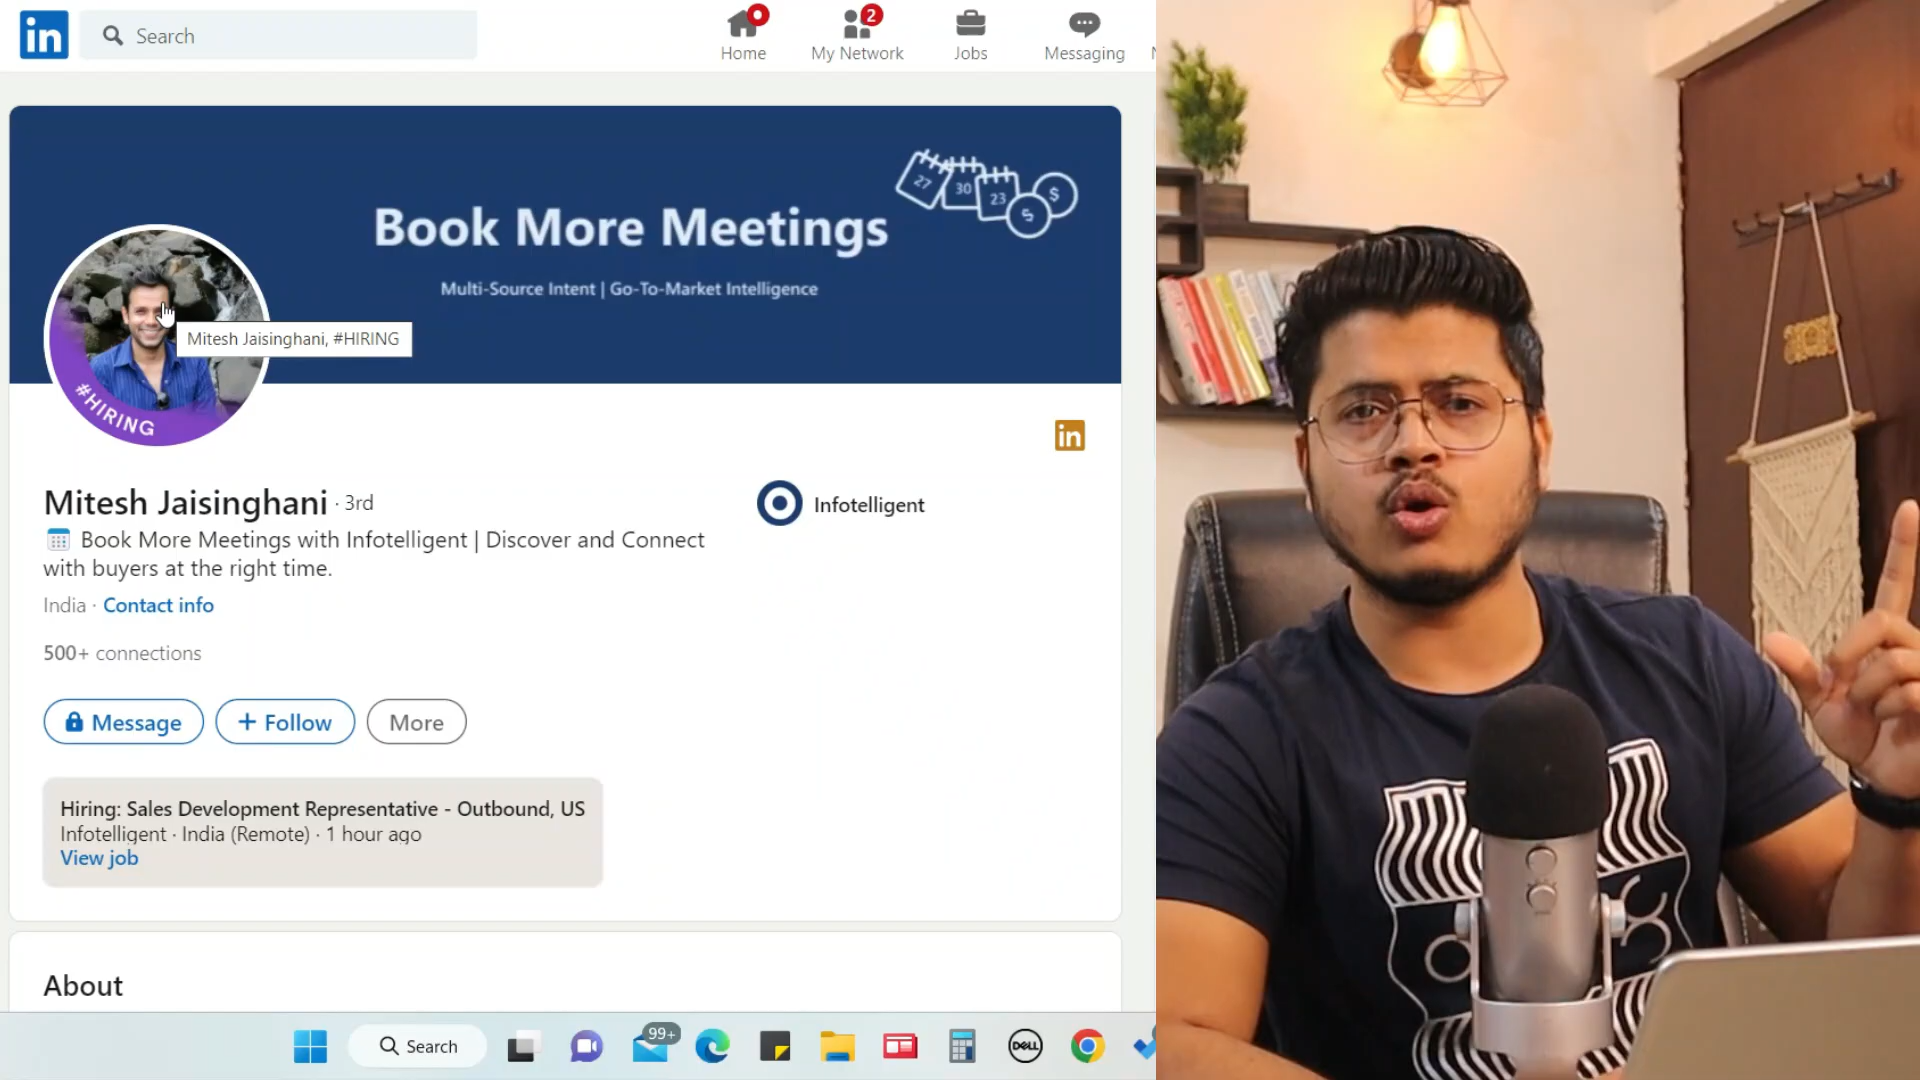 in
Search
Home
2
My Network
Jobs
Messaging
Book More Meetings
27 30 23 $ $
Multi-Source Intent | Go-To-Market Intelligence
Mitesh Jaisinghani, #HIRING
#HIRING
in
Mitesh Jaisinghani · 3rd
Infotelligent
Book More Meetings with Infotelligent | Discover and Connect
with buyers at the right time.
India · Contact info
500+ connections
Message
+ Follow
More
Hiring: Sales Development Representative - Outbound, US
Infotelligent · India (Remote) · 1 hour ago
View job
About
Search
99+
DELL